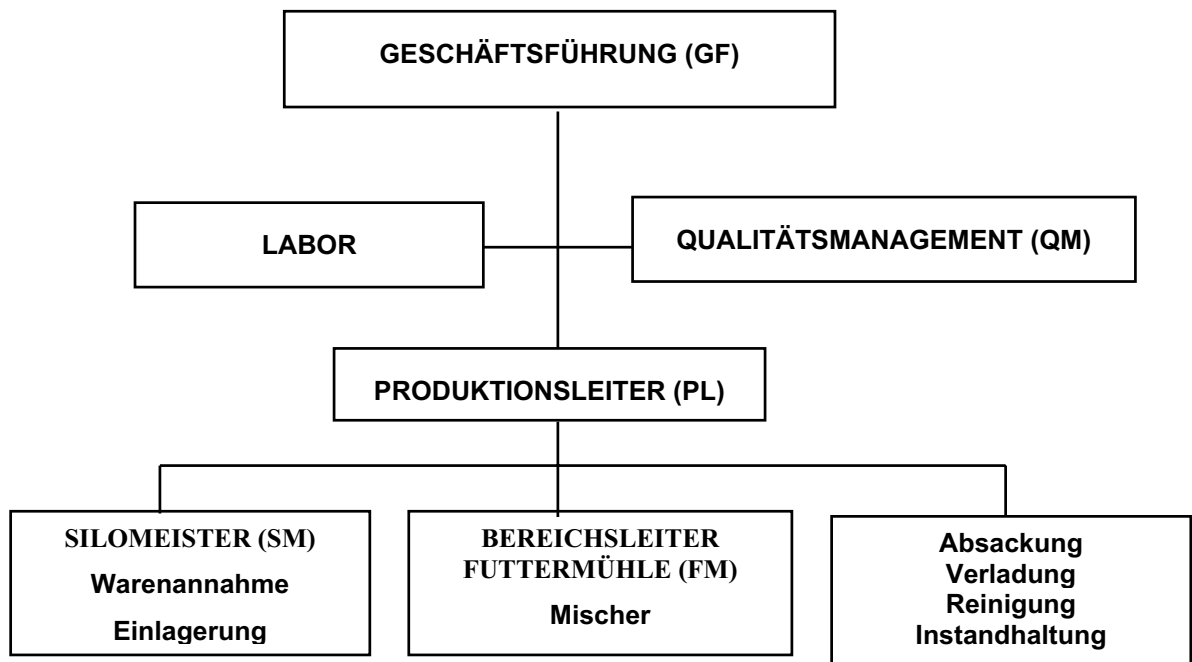 GESCHÄFTSFÜHRUNG (GF)
LABOR
QUALITÄTSMANAGEMENT (QM)
PRODUKTIONSLEITER (PL)
SILOMEISTER (SM)
Warenannahme
Einlagerung
BEREICHSLEITER
FUTTERMÜHLE (FM)
Mischer
Absackung
Verladung
Reinigung
Instandhaltung